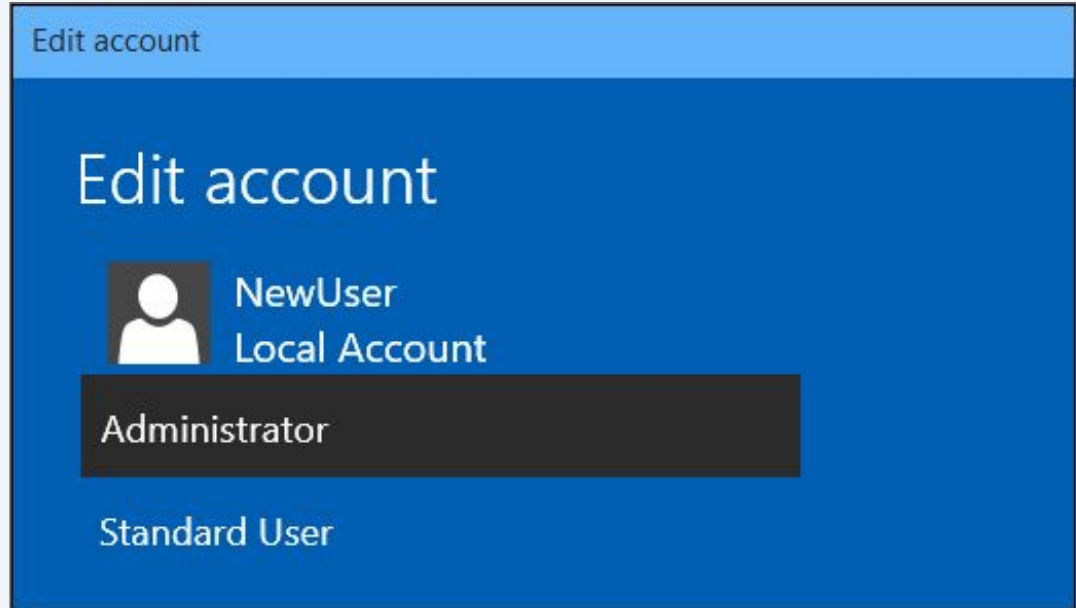 Edit account
Edit account
NewUser
Local Account
Administrator
Standard User